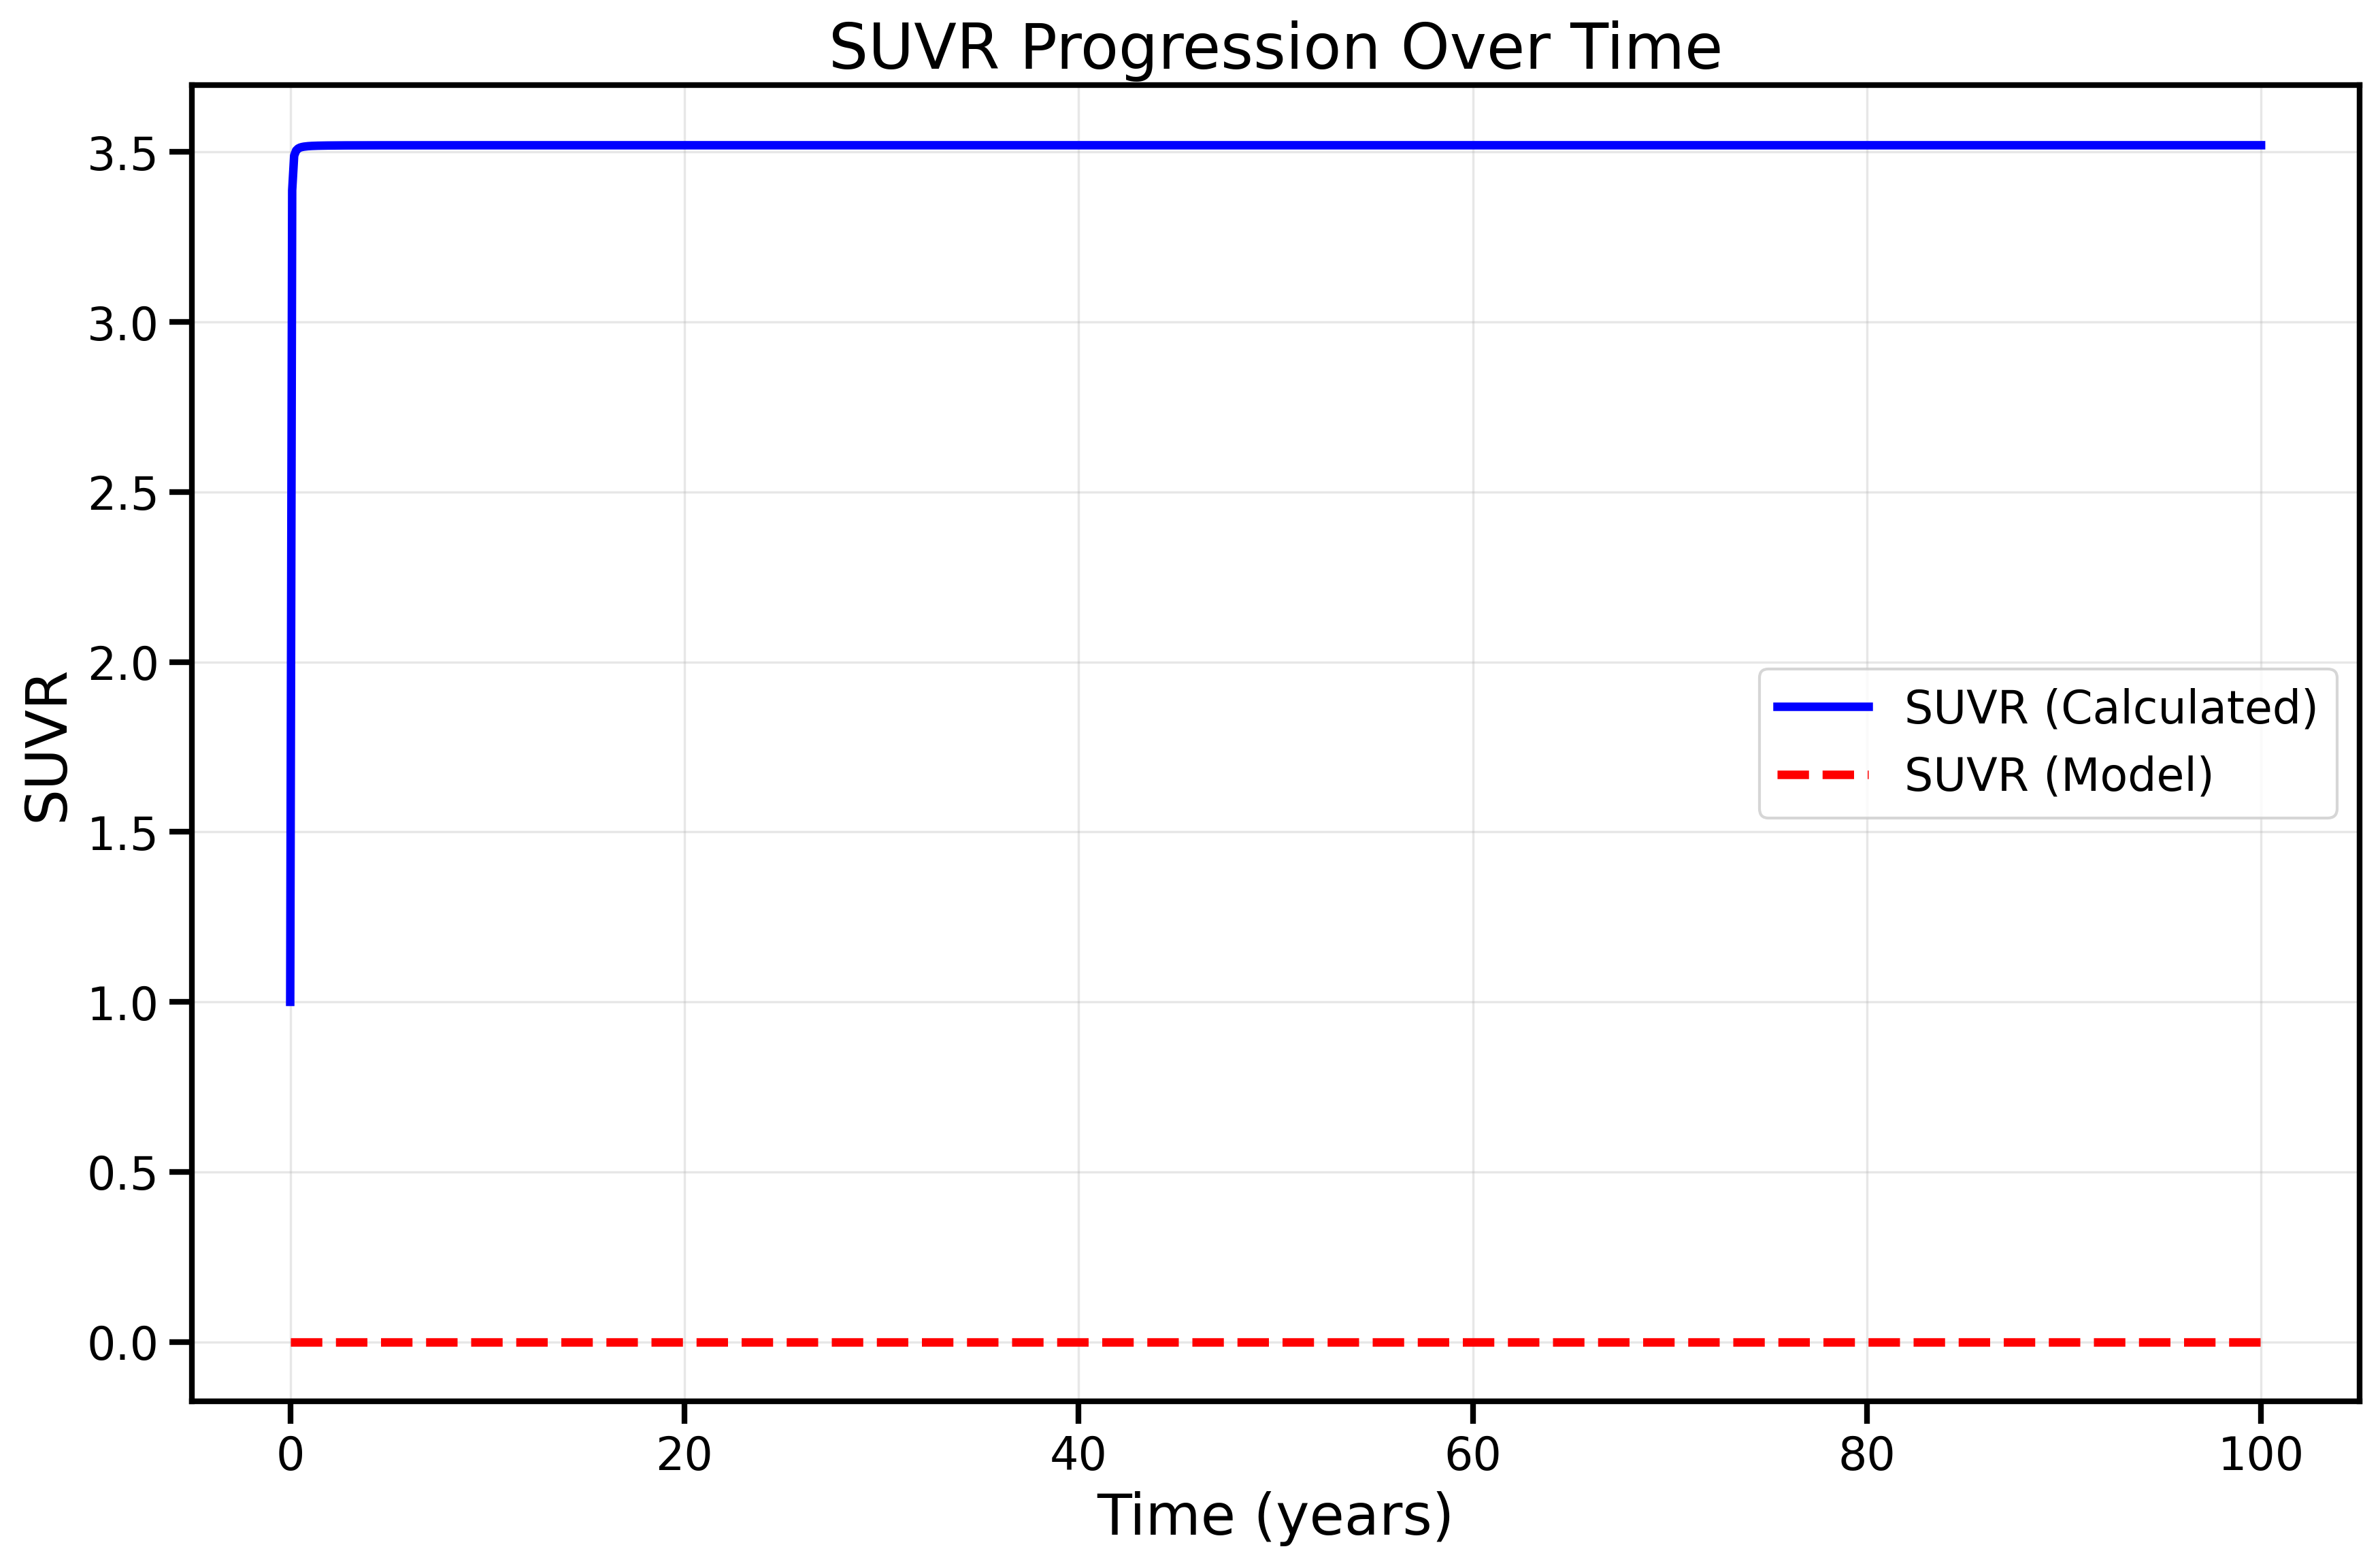 SUVR Progression Over Time
SUVR
3.5
3.0
2.5
2.0
1.5
1.0
0.5
0.0
SUVR (Calculated)
SUVR (Model)
0 20 40 60 80 100
Time (years)